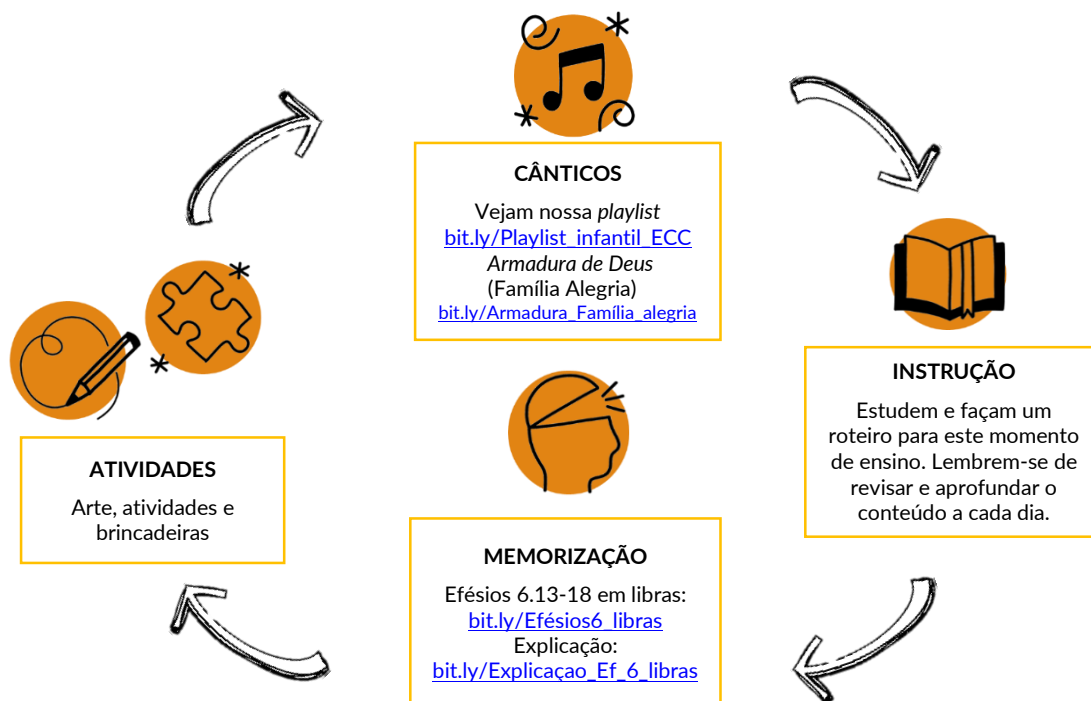 CÂNTICOS
Vejam nossa playlist
bit.ly/Playlist_infantil_ECC
Armadura de Deus
(Família Alegria)
bit.ly/Armadura_Família_alegria
INSTRUÇÃO
Estudem e façam um
roteiro para este momento
de ensino. Lembrem-se de
revisar e aprofundar o
conteúdo a cada dia.
MEMORIZAÇÃO
Efésios 6.13-18 em libras:
bit.ly/Efésios6_libras
Explicação:
bit.ly/Explicaçao_Ef_6_libras
ATIVIDADES
Arte, atividades e
brincadeiras